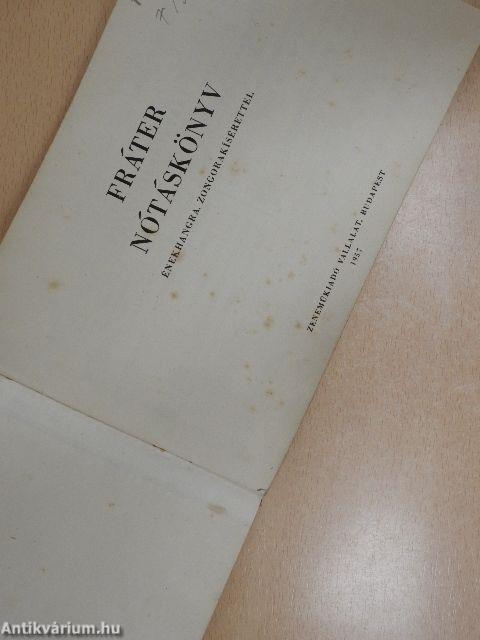 FRÁTER
NÓTÁSKÖNYV
ÉNEKHANGRA, ZONGORAKÍSÉRETTEL
ZENEMŰKIADÓ VÁLLALAT, BUDAPEST
1957
Antikvárium.hu